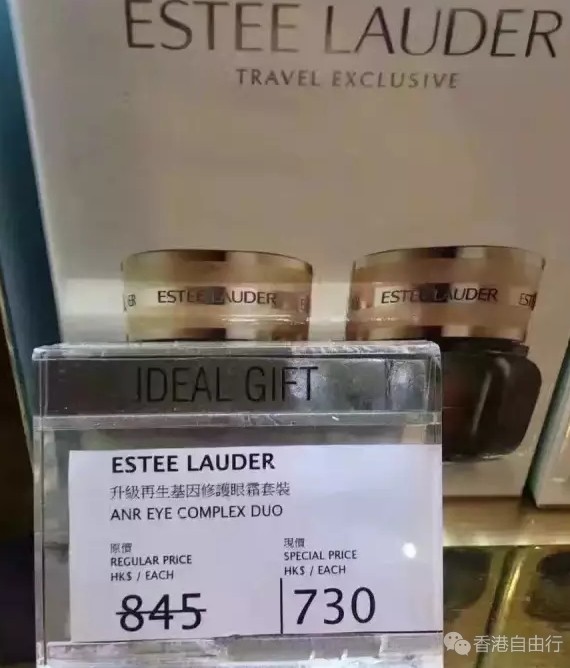 ESTEE LAUDER
TRAVEL EXCLUSIVE
ESTEE LAUDER
ESTEE LAUDER
IDEAL GIFT
ESTEE LAUDER
升級再生基因修護眼霜套裝
ANR EYE COMPLEX DUO
原價
REGULAR PRICE
HK$ / EACH
845
現價
SPECIAL PRICE
HK$ / EACH
730
香港自由行